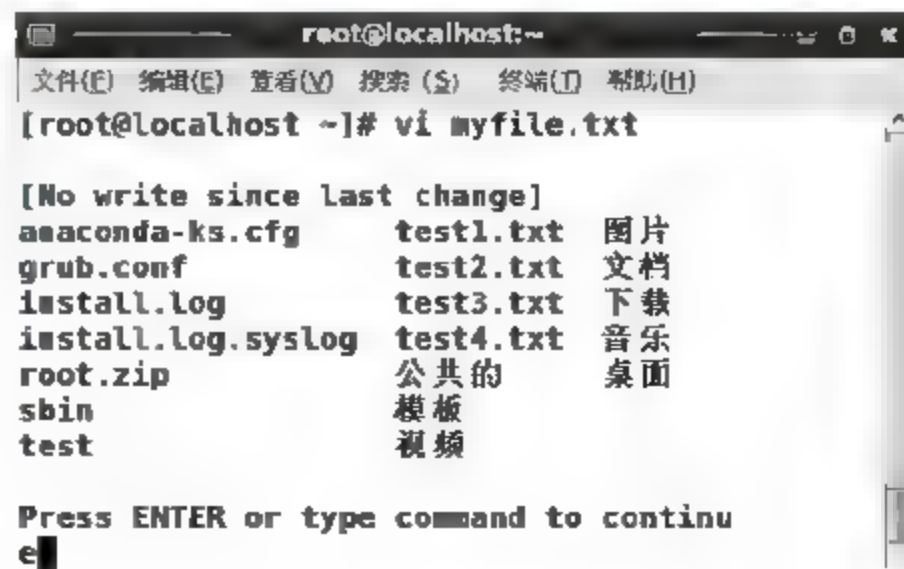 root@localhost:~
文件(F) 编辑(E) 查看(V) 搜索 (S) 终端(T) 帮助(H)
[root@localhost ~]# vi myfile.txt
[No write since last change]
anaconda-ks.cfg test1.txt 图片
grub.conf test2.txt 文档
install.log test3.txt 下载
install.log.syslog test4.txt 音乐
root.zip 公共的 桌面
sbin 模板
test 视频
Press ENTER or type command to continu
e